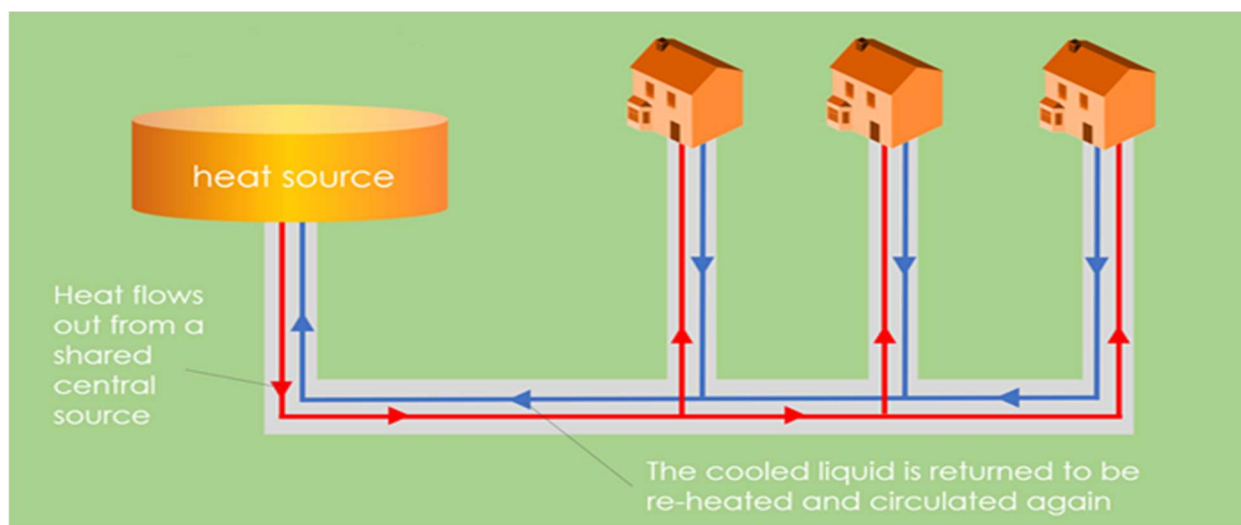 heat source
Heat flows
out from a
shared
central
source
The cooled liquid is returned to be
re-heated and circulated again